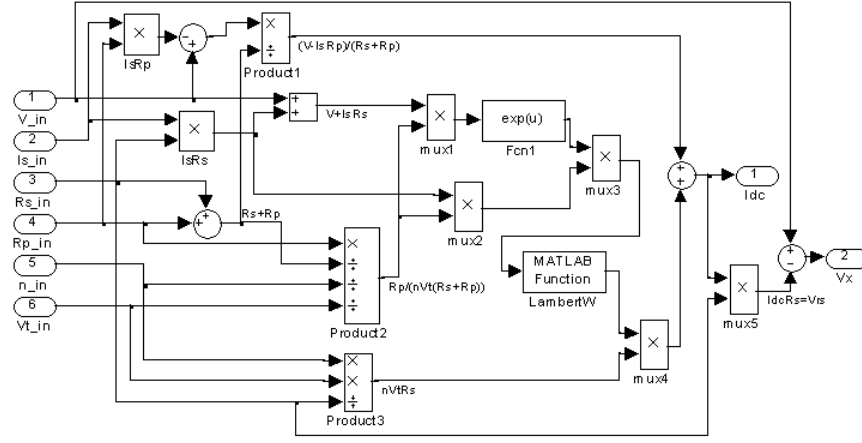 IsRp
Product1
(V-IsRp)/(Rs+Rp)
1
V_in
2
Is_in
3
Rs_in
4
Rp_in
5
n_in
6
Vt_in
IsRs
V+IsRs
mux1
exp(u)
Fcn1
mux3
mux2
Rs+Rp
Product2
Rp/(nVt(Rs+Rp))
MATLAB
Function
LambertW
mux4
Product3
nVtRs
1
Idc
mux5
IdcRs=Vrs
2
Vx